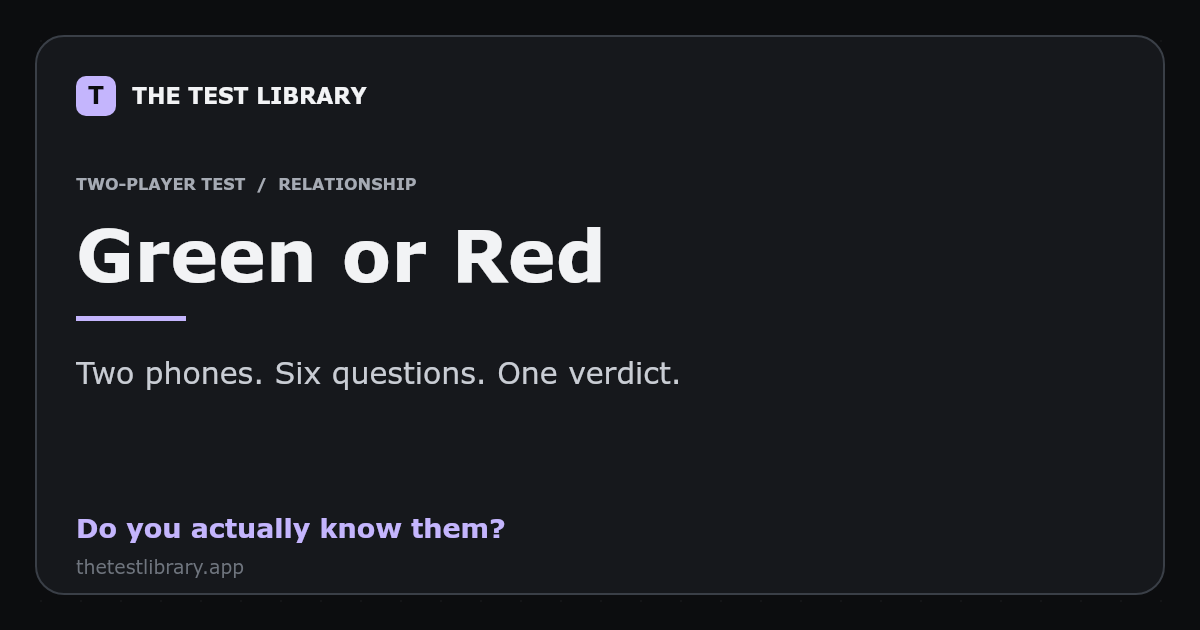 T THE TEST LIBRARY
TWO-PLAYER TEST / RELATIONSHIP
Green or Red
Two phones. Six questions. One verdict.
Do you actually know them?
thetestlibrary.app